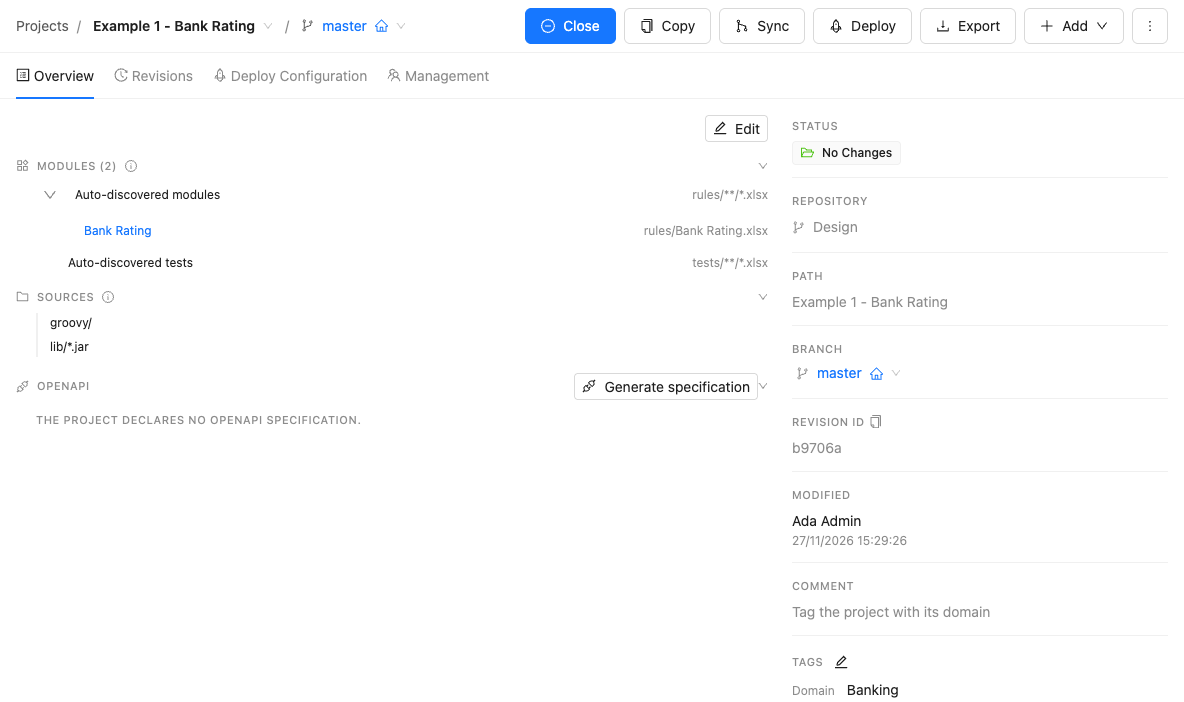 Projects / Example 1 - Bank Rating / master
Close Copy Sync Deploy Export Add
Overview Revisions Deploy Configuration Management
Edit
MODULES (2)
Auto-discovered modules rules/**/*.xlsx
Bank Rating rules/Bank Rating.xlsx
Auto-discovered tests tests/**/*.xlsx
SOURCES
groovy/
lib/*.jar
OPENAPI Generate specification
THE PROJECT DECLARES NO OPENAPI SPECIFICATION.
STATUS
No Changes
REPOSITORY
Design
PATH
Example 1 - Bank Rating
BRANCH
master
REVISION ID
b9706a
MODIFIED
Ada Admin
27/11/2026 15:29:26
COMMENT
Tag the project with its domain
TAGS
Domain Banking